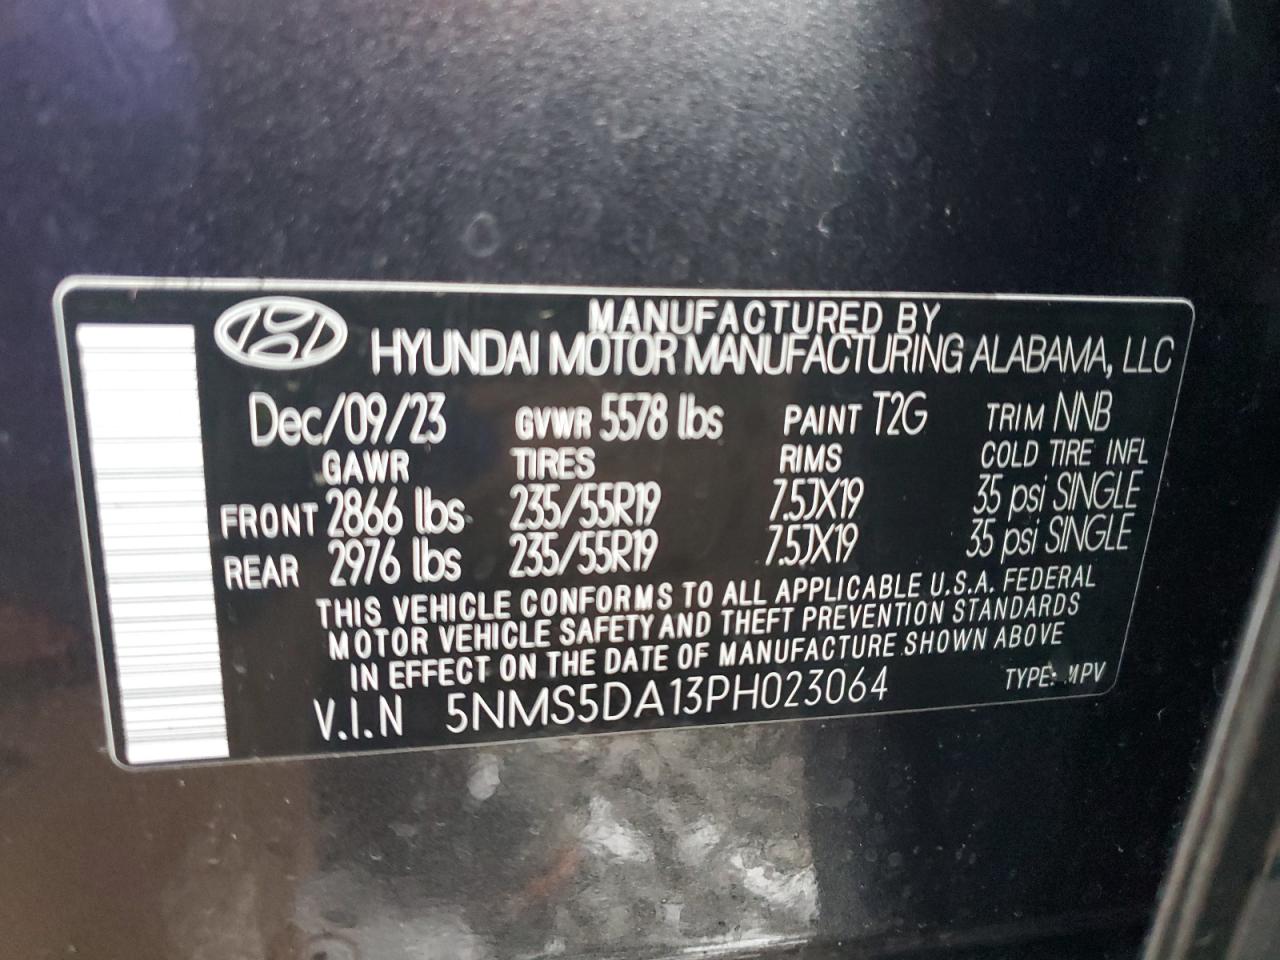 MANUFACTURED BY
HYUNDAI MOTOR MANUFACTURING ALABAMA, LLC
Dec/09/23 GVWR 5578 lbs PAINT T2G TRIM NNB
GAWR TIRES RIMS COLD TIRE INFL
FRONT 2866 lbs 235/55R19 7.5JX19 35 psi SINGLE
REAR 2976 lbs 235/55R19 7.5JX19 35 psi SINGLE
THIS VEHICLE CONFORMS TO ALL APPLICABLE U.S.A. FEDERAL
MOTOR VEHICLE SAFETY AND THEFT PREVENTION STANDARDS
IN EFFECT ON THE DATE OF MANUFACTURE SHOWN ABOVE
V.I.N 5NMS5DA13PH023064 TYPE: MPV